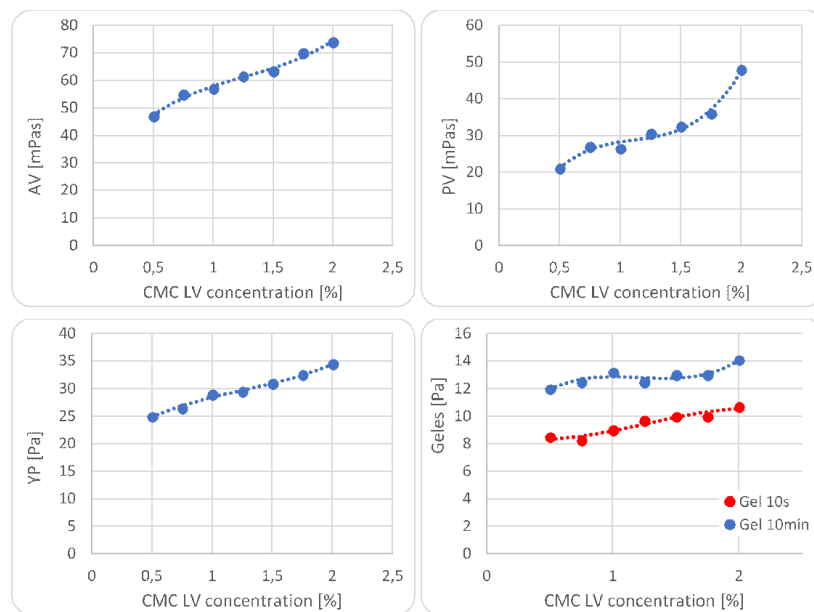 80
70
60
50
40
30
20
10
0
AV [mPas]
0 0,5 1 1,5 2 2,5
CMC LV concentration [%]
60
50
40
30
20
10
0
PV [mPas]
0 0,5 1 1,5 2 2,5
CMC LV concentration [%]
40
35
30
25
20
15
10
5
0
YP [Pa]
0 0,5 1 1,5 2 2,5
CMC LV concentration [%]
16
14
12
10
8
6
4
2
0
Geles [Pa]
Gel 10s
Gel 10min
0 1 2
CMC LV concentration [%]